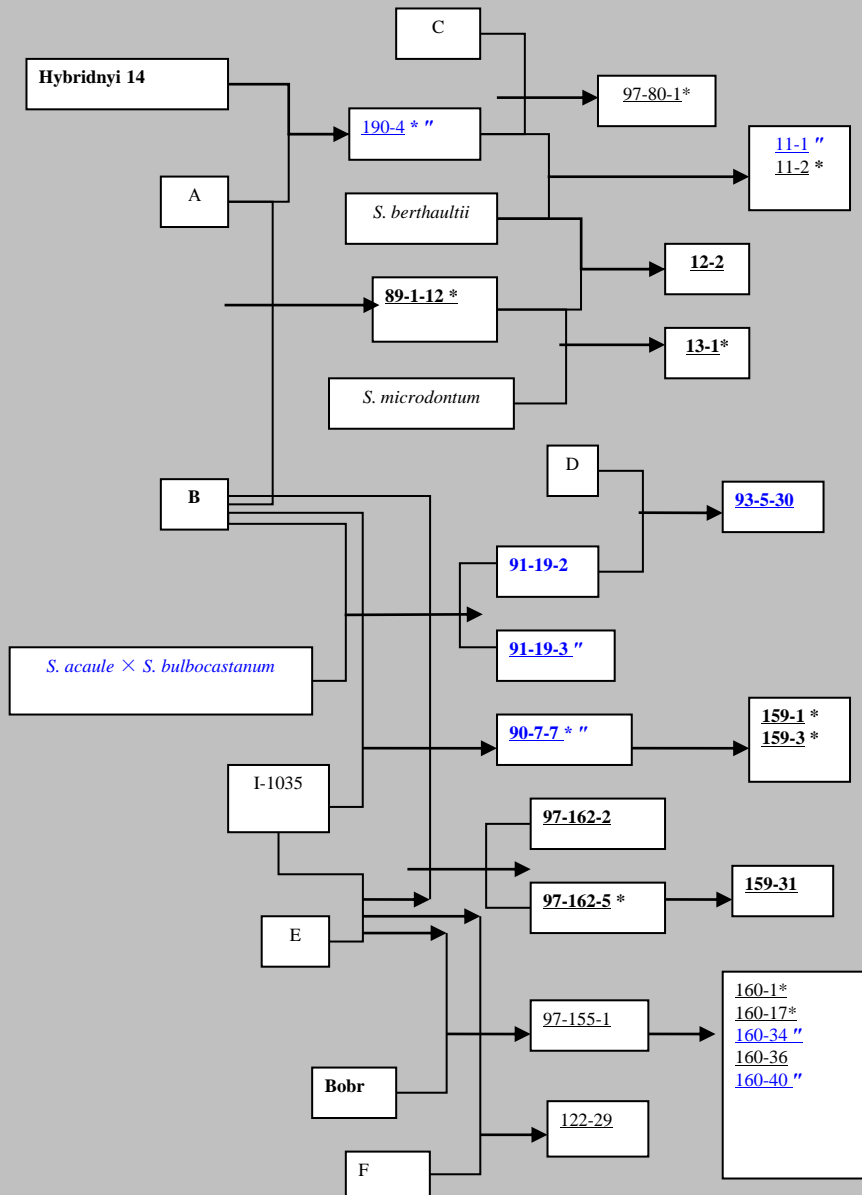 C
Hybridnyi 14
97-80-1*
190-4 * ″
11-1 ″
11-2 *
A
S. berthaultii
12-2
89-1-12 *
13-1*
S. microdontum
D
B
93-5-30
91-19-2
91-19-3 ″
S. acaule × S. bulbocastanum
159-1 *
159-3 *
90-7-7 * ″
I-1035
97-162-2
159-31
97-162-5 *
E
160-1*
160-17*
160-34 ″
160-36
160-40 ″
97-155-1
Bobr
122-29
F